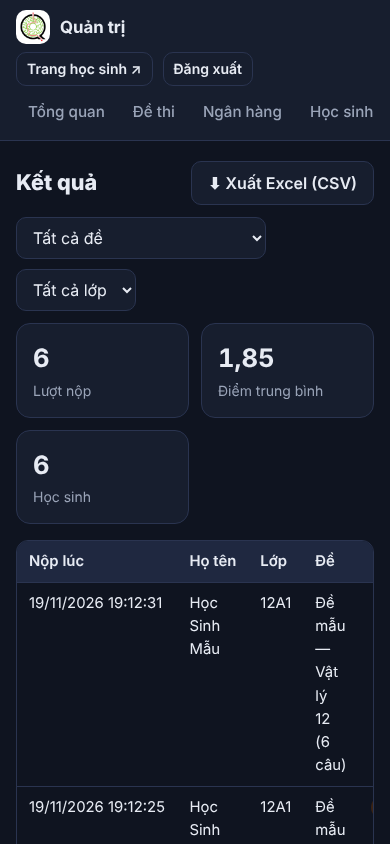 Quản trị
Trang học sinh ↗ Đăng xuất
Tổng quan Đề thi Ngân hàng Học sinh
Kết quả
⬇ Xuất Excel (CSV)
Tất cả đề
Tất cả lớp
6
Lượt nộp
1,85
Điểm trung bình
6
Học sinh
Nộp lúc Họ tên Lớp Đề
19/11/2026 19:12:31 Học 12A1 Đề
Sinh mẫu
Mẫu —
Vật
lý
12
(6
câu)
19/11/2026 19:12:25 Học 12A1 Đề
Sinh mẫu